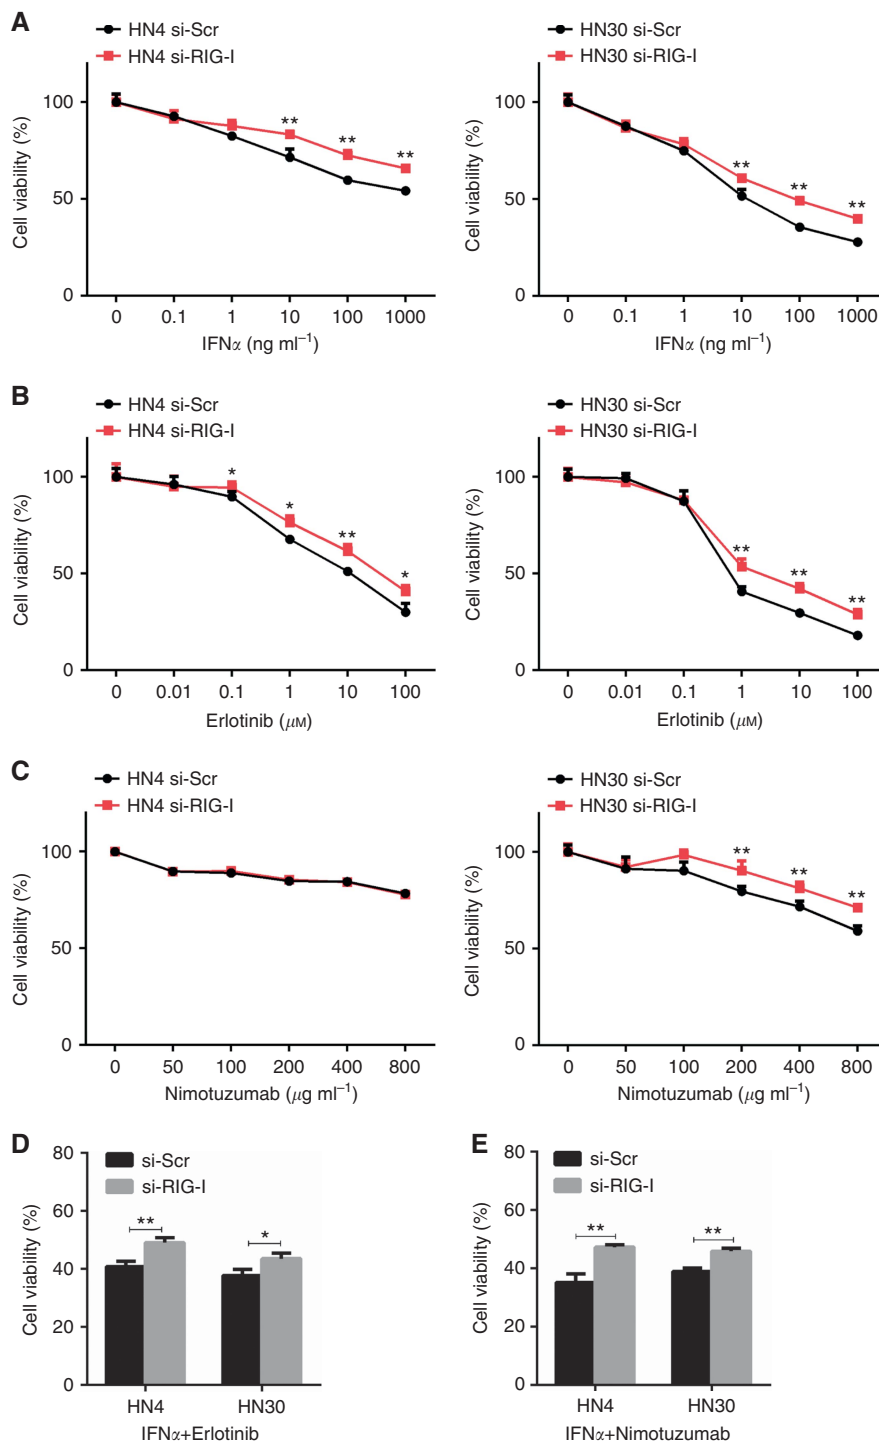 A
HN4 si-Scr
HN4 si-RIG-I
Cell viability (%)
100
50
0
**
**
**
0 0.1 1 10 100 1000
IFNα (ng ml⁻¹)
HN30 si-Scr
HN30 si-RIG-I
Cell viability (%)
100
50
0
**
**
**
0 0.1 1 10 100 1000
IFNα (ng ml⁻¹)
B
HN4 si-Scr
HN4 si-RIG-I
Cell viability (%)
100
50
0
*
*
**
*
0 0.01 0.1 1 10 100
Erlotinib (μM)
HN30 si-Scr
HN30 si-RIG-I
Cell viability (%)
100
50
0
**
**
**
0 0.01 0.1 1 10 100
Erlotinib (μM)
C
HN4 si-Scr
HN4 si-RIG-I
Cell viability (%)
100
50
0
0 50 100 200 400 800
Nimotuzumab (μg ml⁻¹)
HN30 si-Scr
HN30 si-RIG-I
Cell viability (%)
100
50
0
**
**
**
0 50 100 200 400 800
Nimotuzumab (μg ml⁻¹)
D
si-Scr
si-RIG-I
Cell viability (%)
80
60
40
20
0
**
*
HN4 HN30
IFNα+Erlotinib
E
si-Scr
si-RIG-I
Cell viability (%)
80
60
40
20
0
**
**
HN4 HN30
IFNα+Nimotuzumab